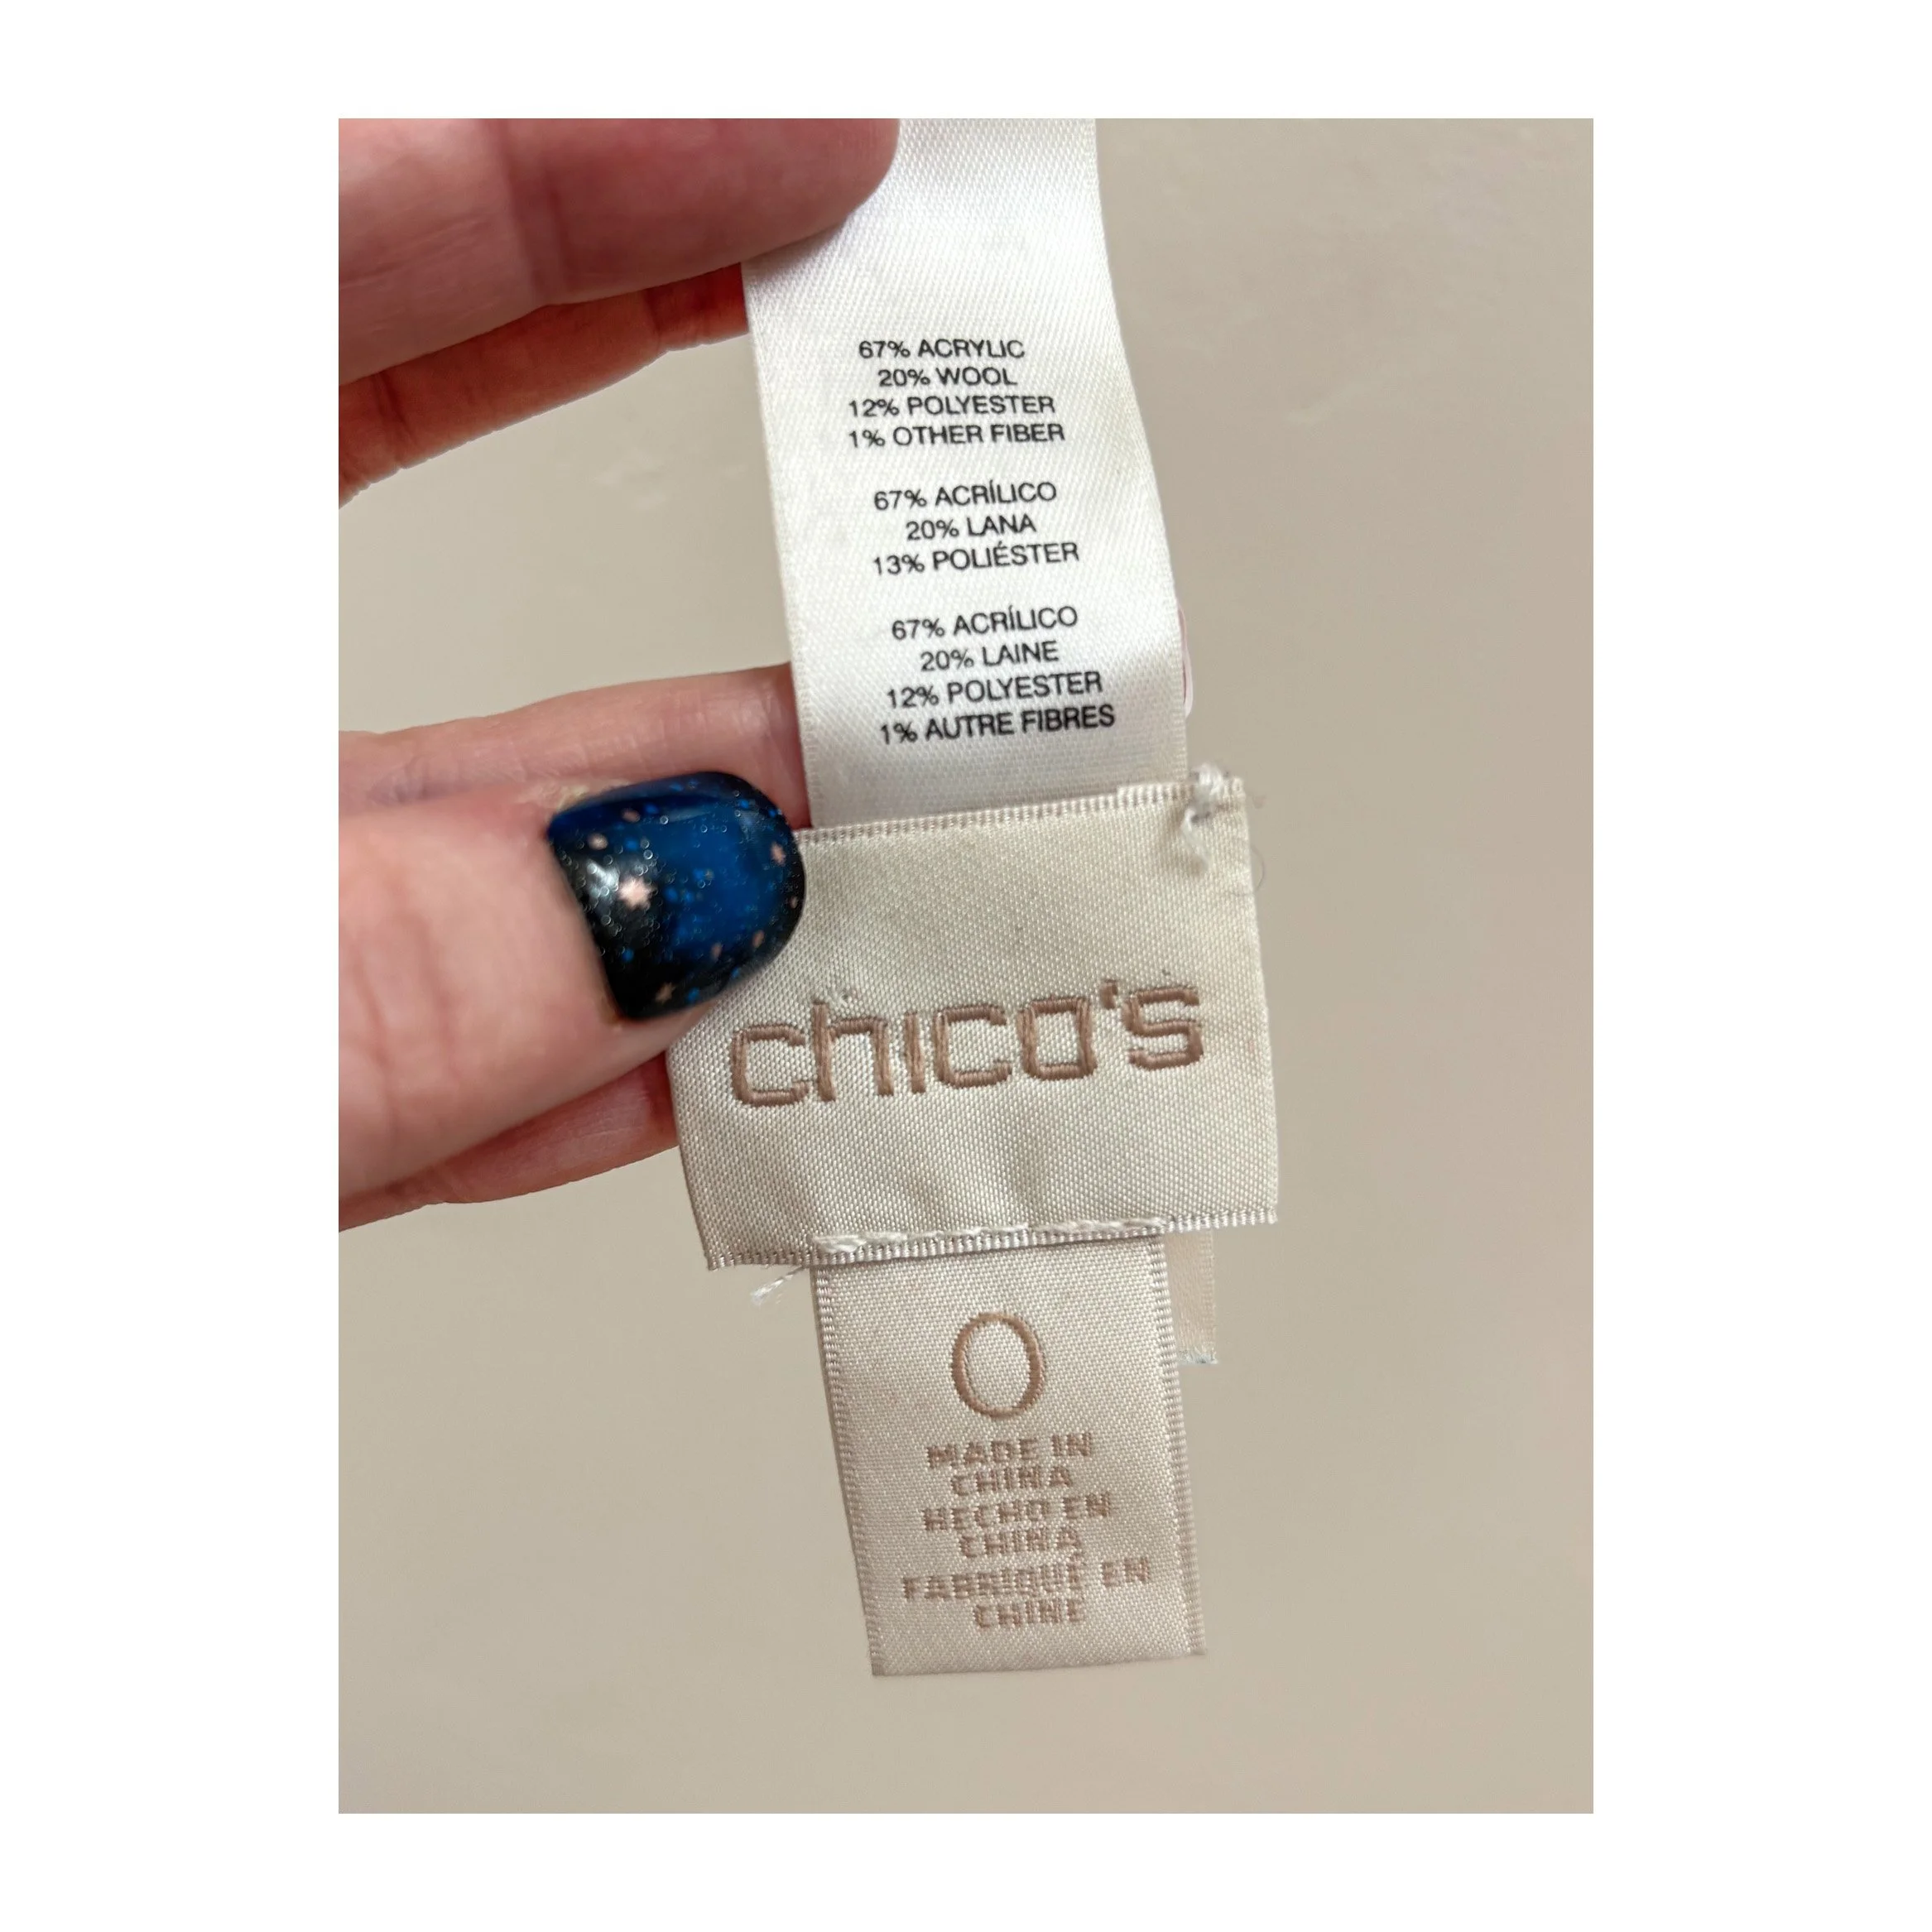 67% ACRYLIC
20% WOOL
12% POLYESTER
1% OTHER FIBER
67% ACRÍLICO
20% LANA
13% POLIÉSTER
67% ACRÍLICO
20% LAINE
12% POLYESTER
1% AUTRE FIBRES
chico's
0
MADE IN
CHINA
HECHO EN
CHINA
FABRIQUÉ EN
CHINE